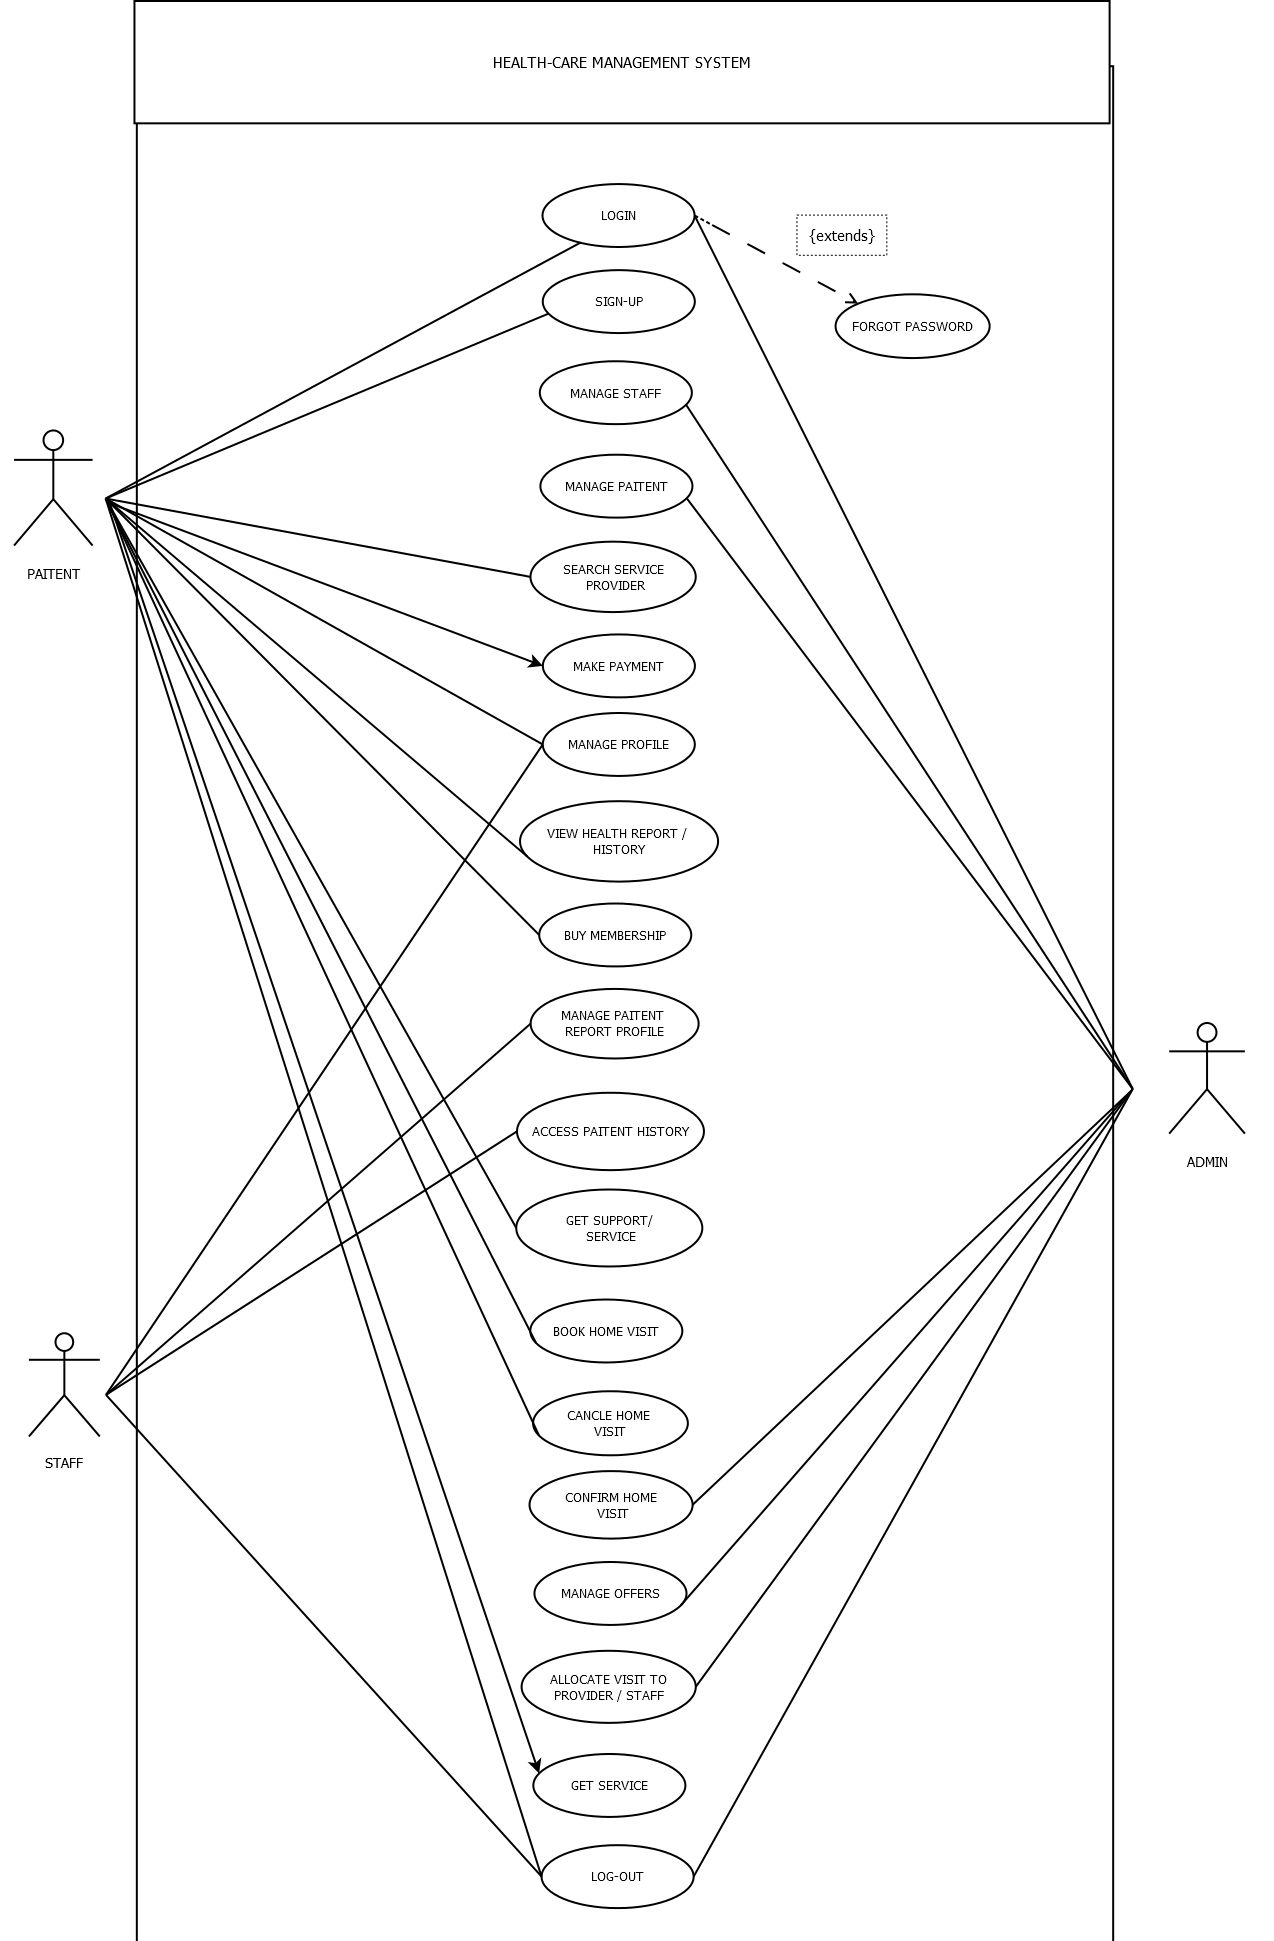 HEALTH-CARE MANAGEMENT SYSTEM
LOGIN
{extends}
SIGN-UP
FORGOT PASSWORD
MANAGE STAFF
MANAGE PAITENT
PAITENT
SEARCH SERVICE
PROVIDER
MAKE PAYMENT
MANAGE PROFILE
VIEW HEALTH REPORT /
HISTORY
BUY MEMBERSHIP
MANAGE PAITENT
REPORT PROFILE
ACCESS PAITENT HISTORY
ADMIN
GET SUPPORT/
SERVICE
BOOK HOME VISIT
CANCLE HOME
VISIT
STAFF
CONFIRM HOME
VISIT
MANAGE OFFERS
ALLOCATE VISIT TO
PROVIDER / STAFF
GET SERVICE
LOG-OUT